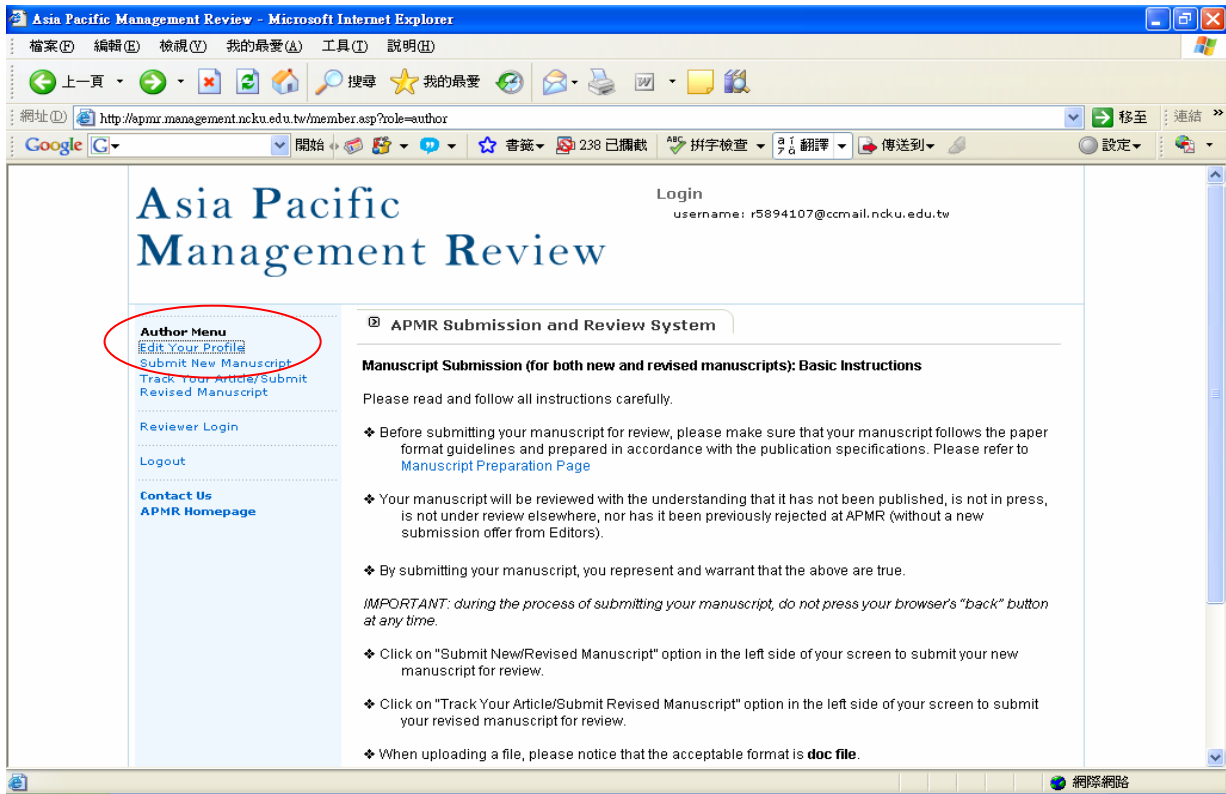 Asia Pacific Management Review - Microsoft Internet Explorer
檔案(F) 編輯(E) 檢視(V) 我的最愛(A) 工具(T) 說明(H)
上一頁 搜尋 我的最愛
網址(D) http://apmr.management.ncku.edu.tw/member.asp?role=author 移至 連結 »
Google G 開始 書籤 238 已攔截 ABC 拼字檢查 翻譯 傳送到 設定
Asia Pacific
Management Review
Login
username: r5894107@ccmail.ncku.edu.tw
Author Menu
Edit Your Profile
Submit New Manuscript
Track Your Article/Submit
Revised Manuscript
Reviewer Login
Logout
Contact Us
APMR Homepage
APMR Submission and Review System
Manuscript Submission (for both new and revised manuscripts): Basic Instructions
Please read and follow all instructions carefully.
❖ Before submitting your manuscript for review, please make sure that your manuscript follows the paper
format guidelines and prepared in accordance with the publication specifications. Please refer to
Manuscript Preparation Page
❖ Your manuscript will be reviewed with the understanding that it has not been published, is not in press,
is not under review elsewhere, nor has it been previously rejected at APMR (without a new
submission offer from Editors).
❖ By submitting your manuscript, you represent and warrant that the above are true.
IMPORTANT: during the process of submitting your manuscript, do not press your browser's "back" button
at any time.
❖ Click on "Submit New/Revised Manuscript" option in the left side of your screen to submit your new
manuscript for review.
❖ Click on "Track Your Article/Submit Revised Manuscript" option in the left side of your screen to submit
your revised manuscript for review.
❖ When uploading a file, please notice that the acceptable format is doc file.
網際網路